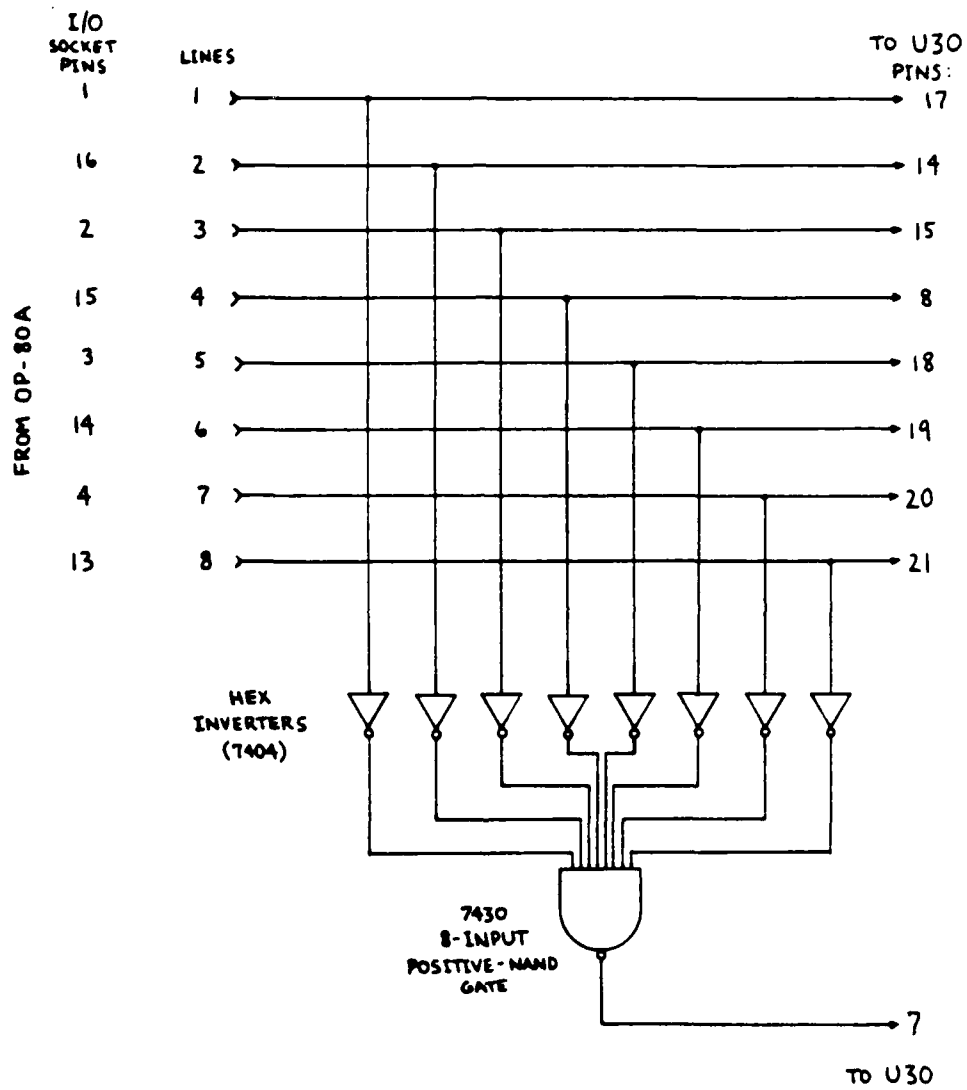 I/O
SOCKET
PINS
LINES
TO U30
PINS:
1 1 17
16 2 14
2 3 15
15 4 8
3 5 18
14 6 19
4 7 20
13 8 21
FROM OP-80A
HEX
INVERTERS
(7404)
7430
8-INPUT
POSITIVE-NAND
GATE
7
TO U30